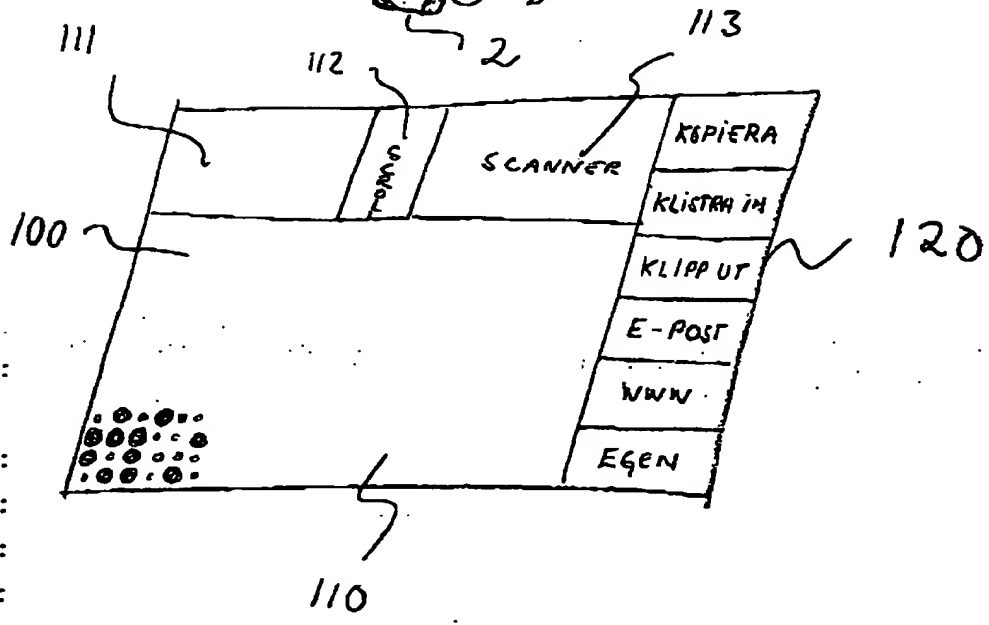 2
111
112
113
SCANNER
KOPIERA
KLISTRA IN
KLIPP UT
E-POST
WWW
EGEN
100
120
110